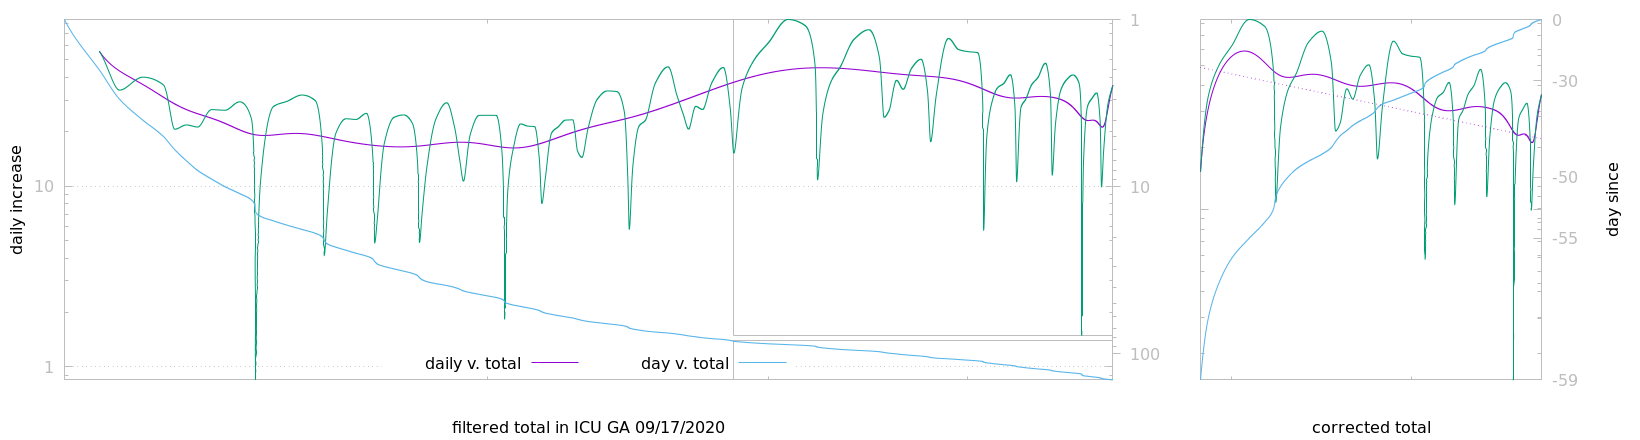 daily increase
10
1
daily v. total
day v. total
1
10
100
filtered total in ICU GA 09/17/2020
0
-30
-50
-55
-59
day since
corrected total